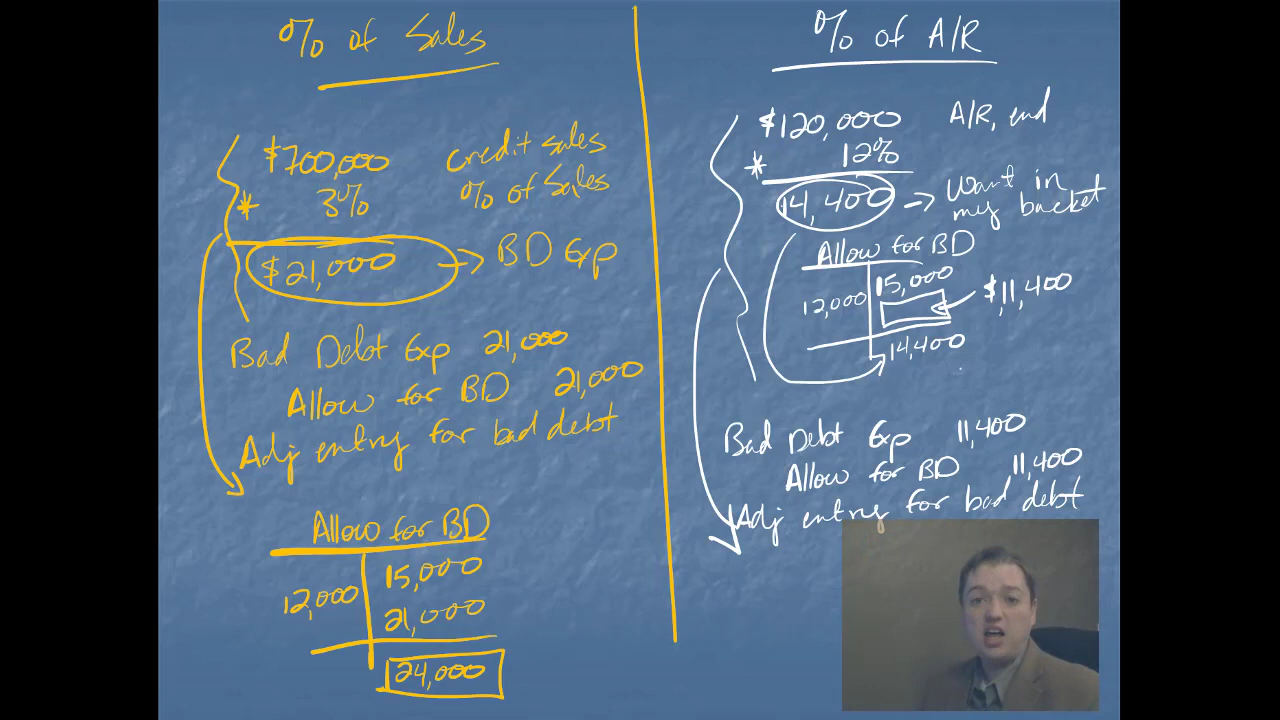 % of Sales
$700,000 credit sales
* 3% % of Sales
$21,000 → BD Exp
Bad Debt Exp 21,000
Allow for BD 21,000
Adj entry for bad debt
Allow for BD
15,000
12,000
21,000
24,000
% of A/R
$120,000 A/R, end
* 12%
14,400 → Want in
my bucket
Allow for BD
15,000
12,000
$11,400
14,400
Bad Debt Exp 11,400
Allow for BD 11,400
Adj entry for bad debt